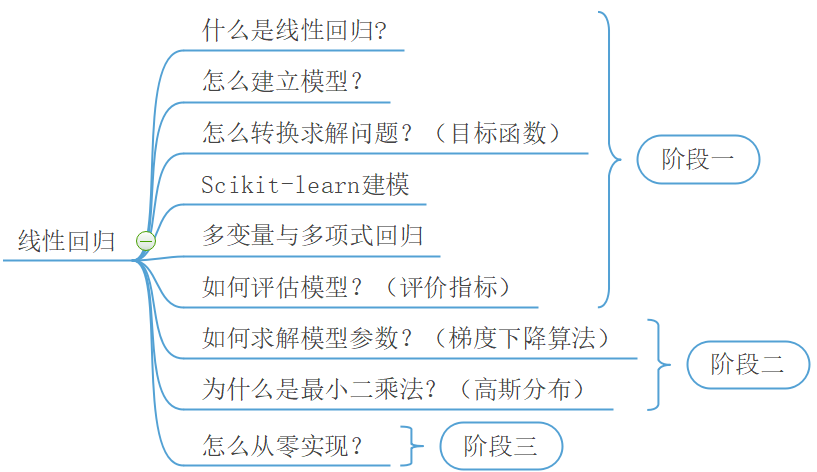 什么是线性回归?
怎么建立模型?
怎么转换求解问题?（目标函数）
阶段一
Scikit-learn建模
多变量与多项式回归
线性回归
如何评估模型?（评价指标）
如何求解模型参数?（梯度下降算法）
阶段二
为什么是最小二乘法?（高斯分布）
怎么从零实现?
阶段三